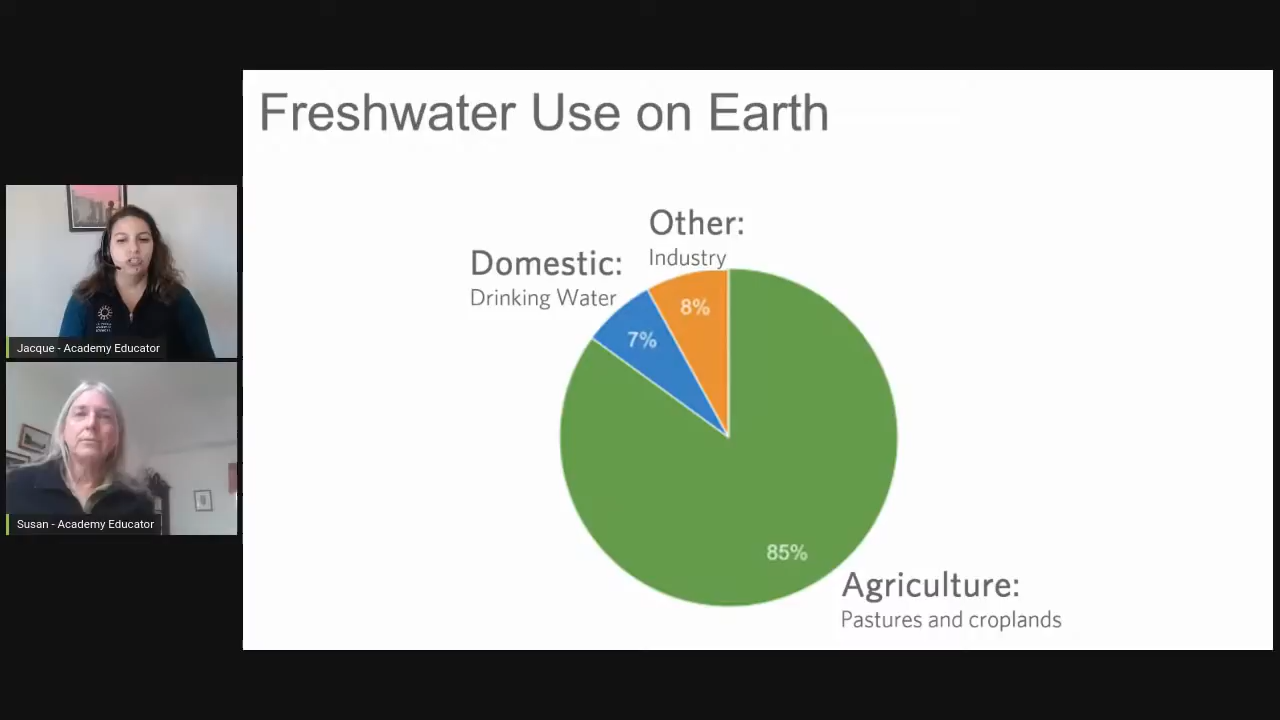 Freshwater Use on Earth
Other:
Industry
Domestic:
Drinking Water
8%
7%
85%
Agriculture:
Pastures and croplands
Jacque - Academy Educator
Susan - Academy Educator